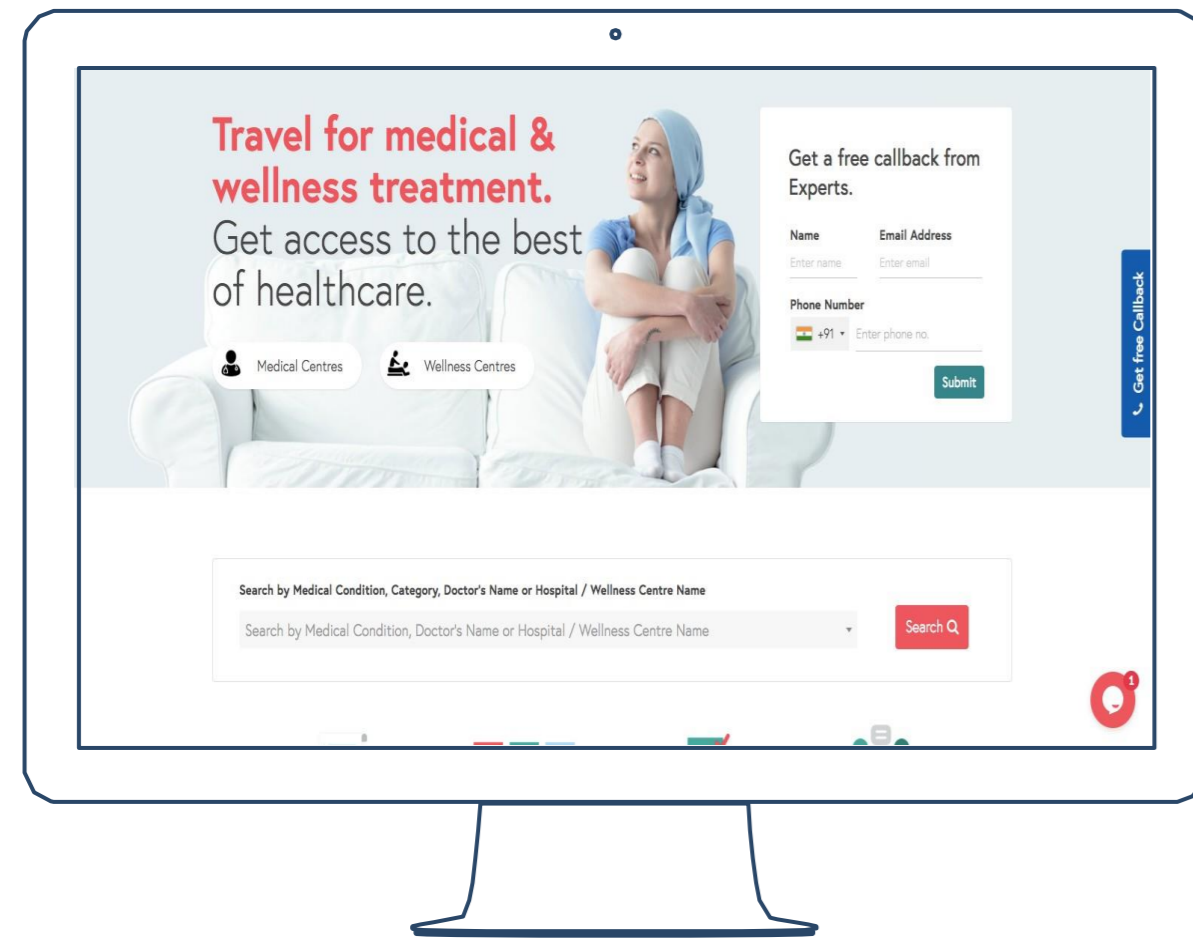 Travel for medical &
wellness treatment.
Get access to the best
of healthcare.
Medical Centres
Wellness Centres
Get a free callback from
Experts.
Name
Email Address
Enter name
Enter email
Phone Number
+91
Enter phone no.
Submit
Get free Callback
Search by Medical Condition, Category, Doctor's Name or Hospital / Wellness Centre Name
Search by Medical Condition, Doctor's Name or Hospital / Wellness Centre Name
Search
1